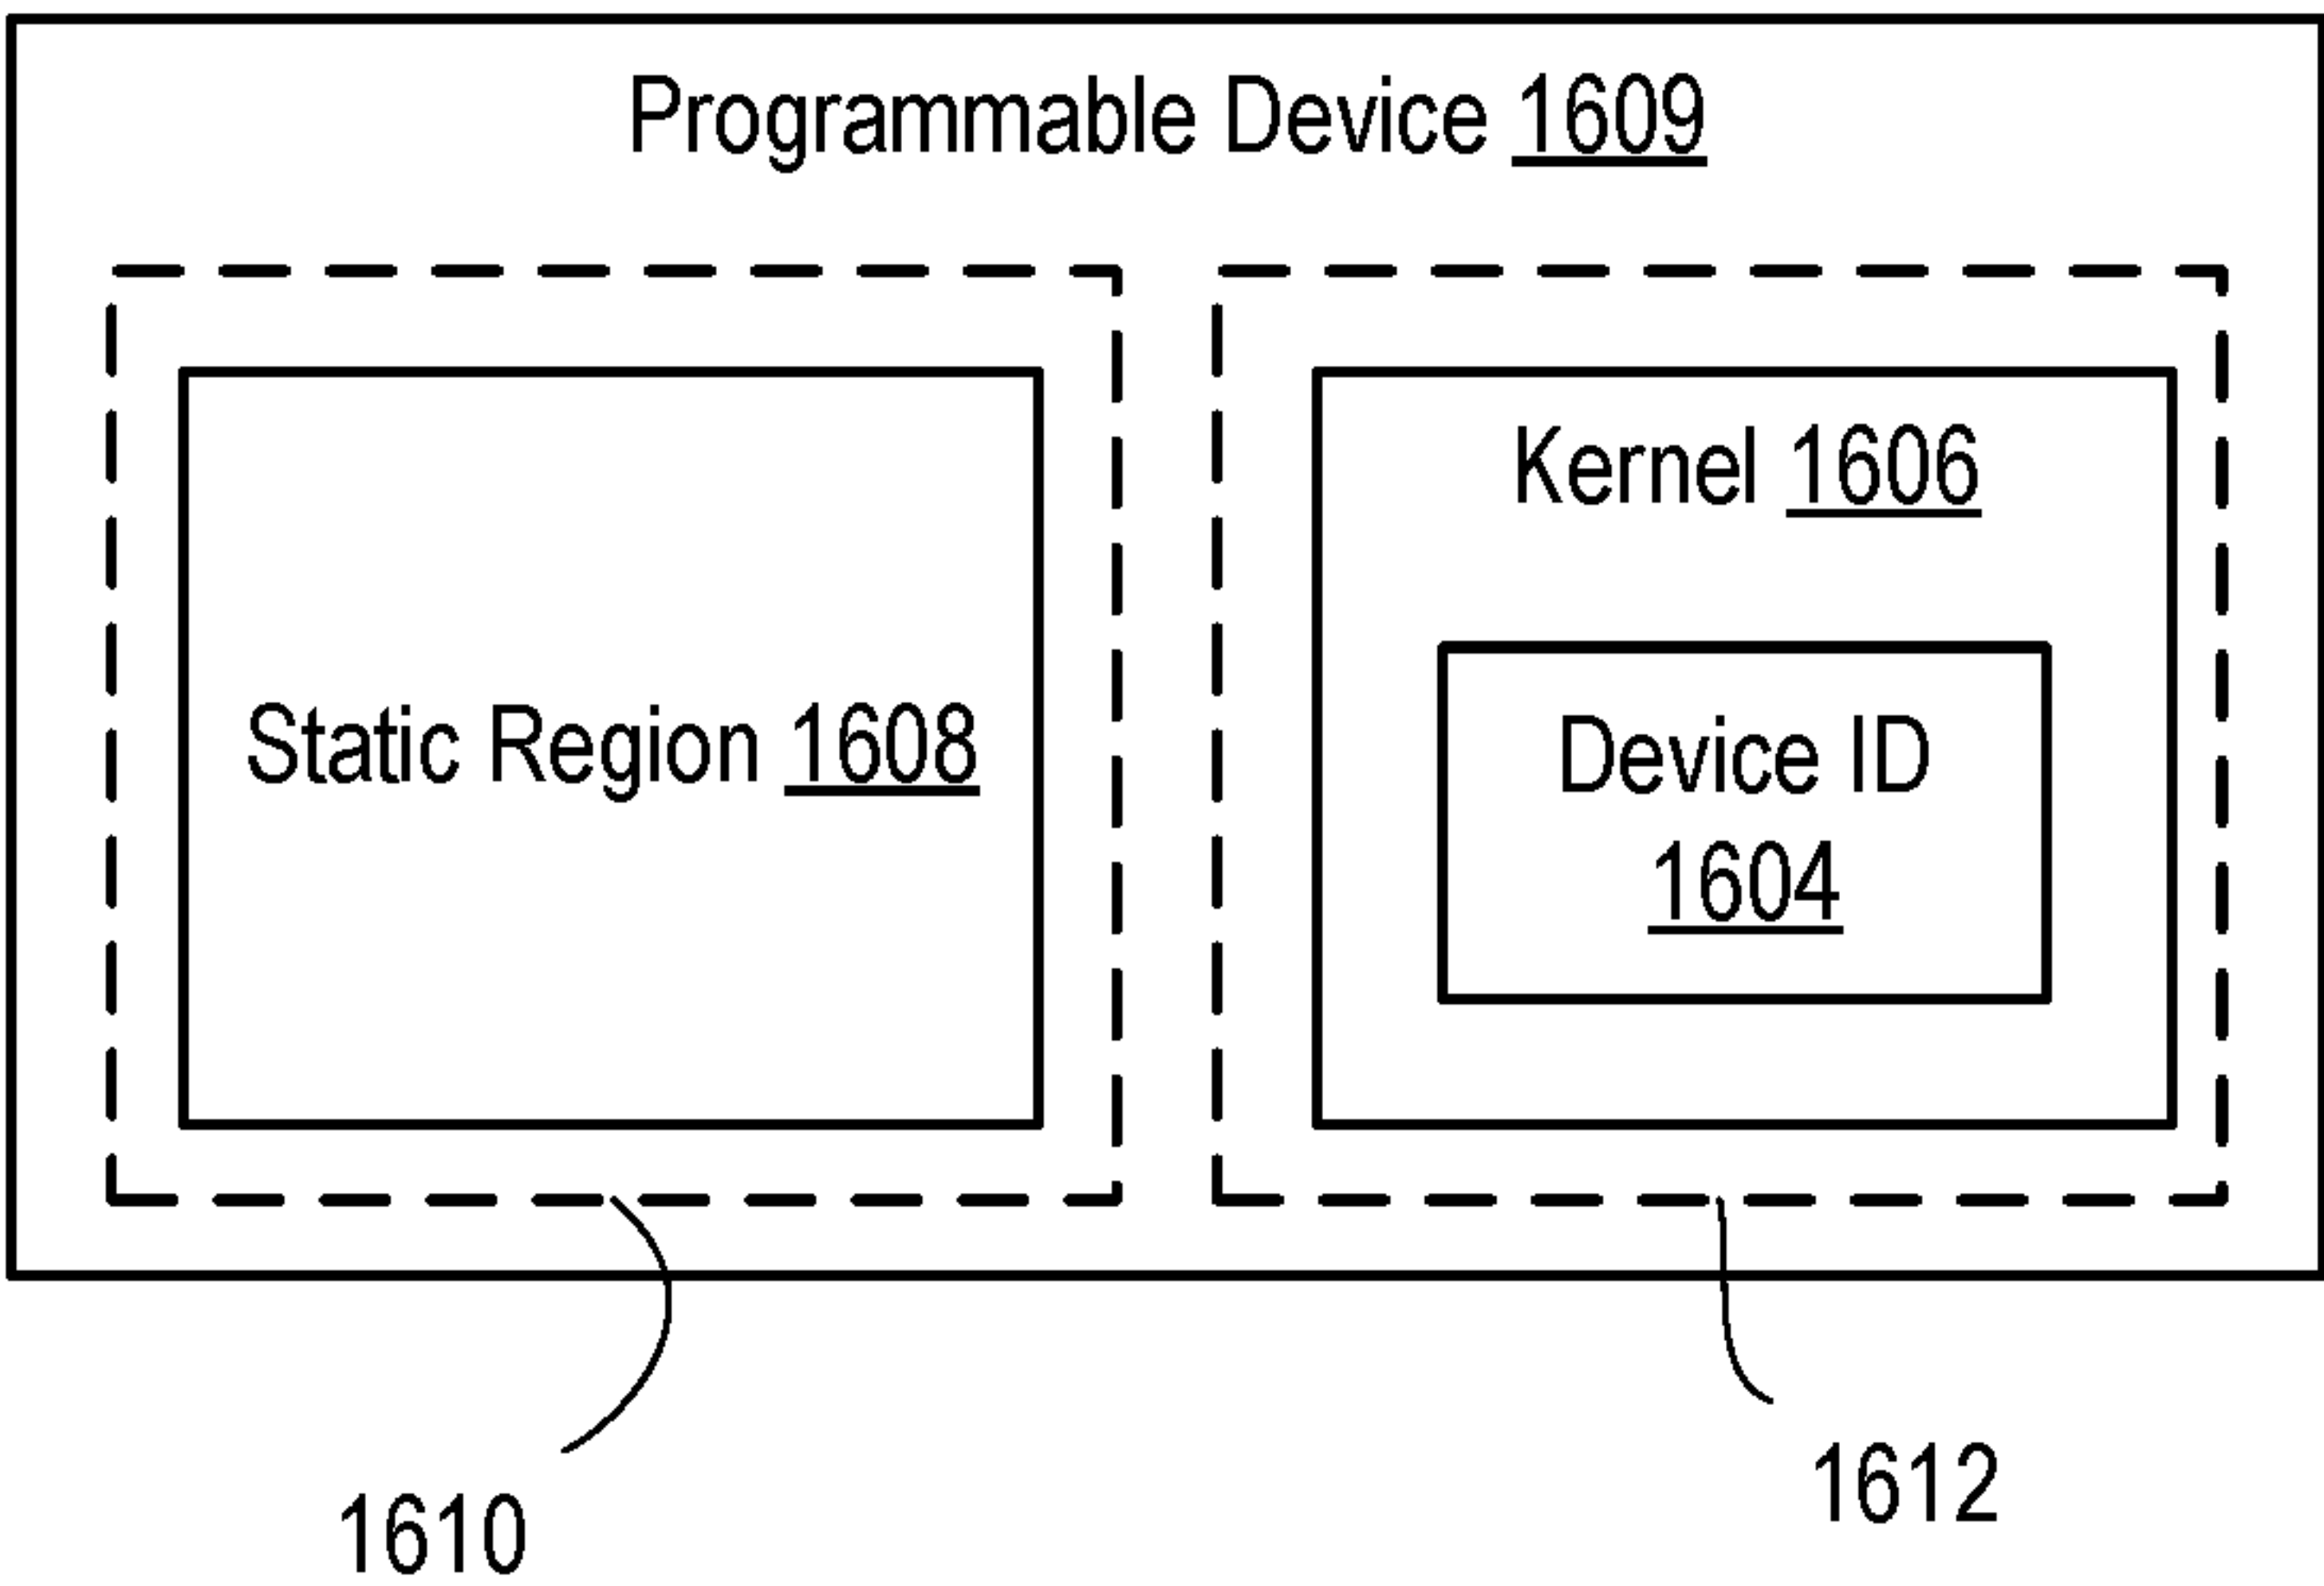 Programmable Device 1609
Static Region 1608
Kernel 1606
Device ID
1604
1610
1612